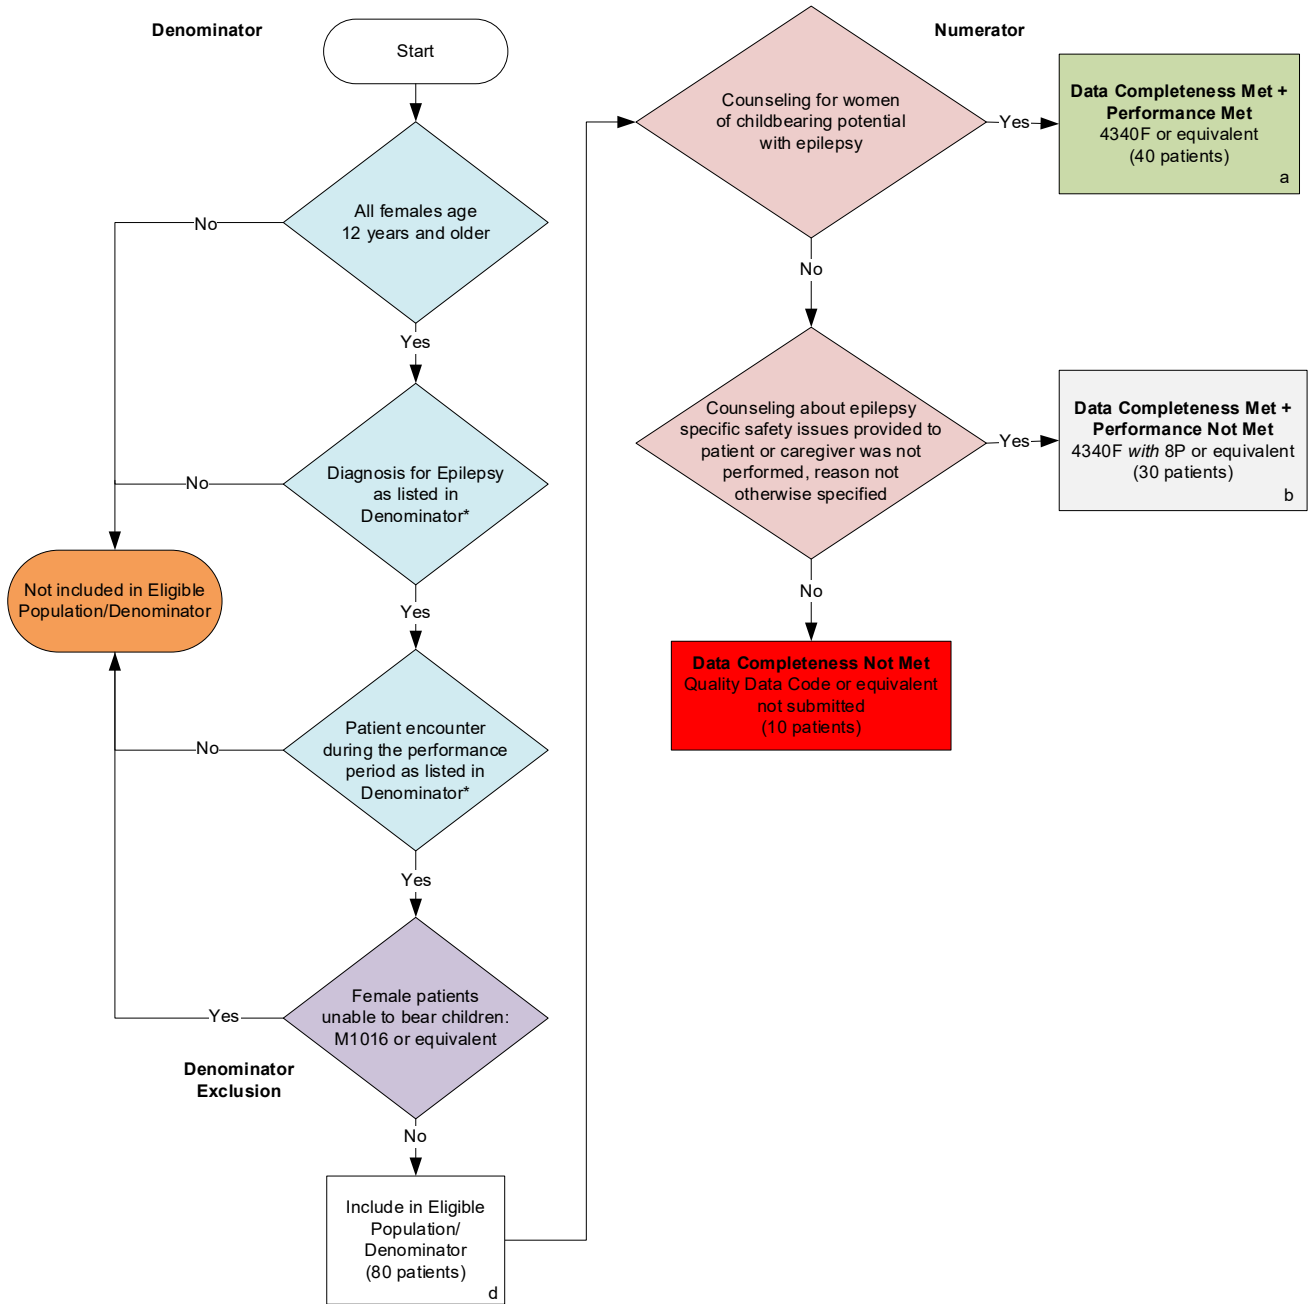 Denominator
Start
All females age
12 years and older
No
Yes
Diagnosis for Epilepsy
as listed in
Denominator*
No
Yes
Not included in Eligible
Population/Denominator
Patient encounter
during the performance
period as listed in
Denominator*
No
Yes
Female patients
unable to bear children:
M1016 or equivalent
Yes
Denominator
Exclusion
No
Include in Eligible
Population/
Denominator
(80 patients)
d
Numerator
Counseling for women
of childbearing potential
with epilepsy
Yes
Data Completeness Met +
Performance Met
4340F or equivalent
(40 patients)
a
No
Counseling about epilepsy
specific safety issues provided to
patient or caregiver was not
performed, reason not
otherwise specified
Yes
Data Completeness Met +
Performance Not Met
4340F with 8P or equivalent
(30 patients)
b
No
Data Completeness Not Met
Quality Data Code or equivalent
not submitted
(10 patients)